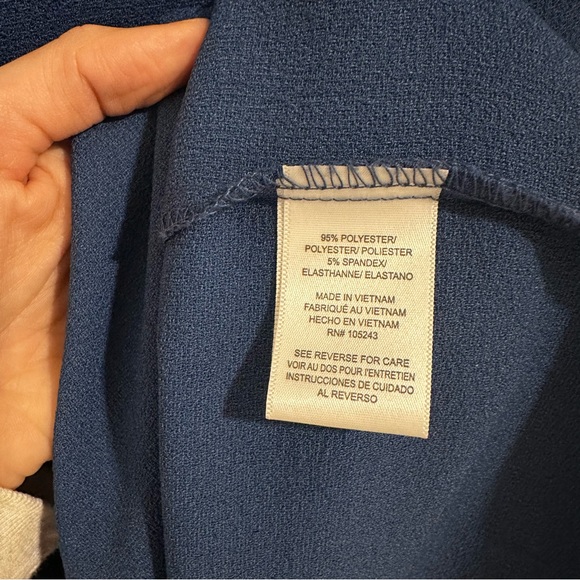 95% POLYESTER/
POLYESTER/ POLIESTER
5% SPANDEX/
ELASTHANNE/ ELASTANO
MADE IN VIETNAM
FABRIQUÉ AU VIETNAM
HECHO EN VIETNAM
RN# 105243
SEE REVERSE FOR CARE
VOIR AU DOS POUR L'ENTRETIEN
INSTRUCCIONES DE CUIDADO
AL REVERSO